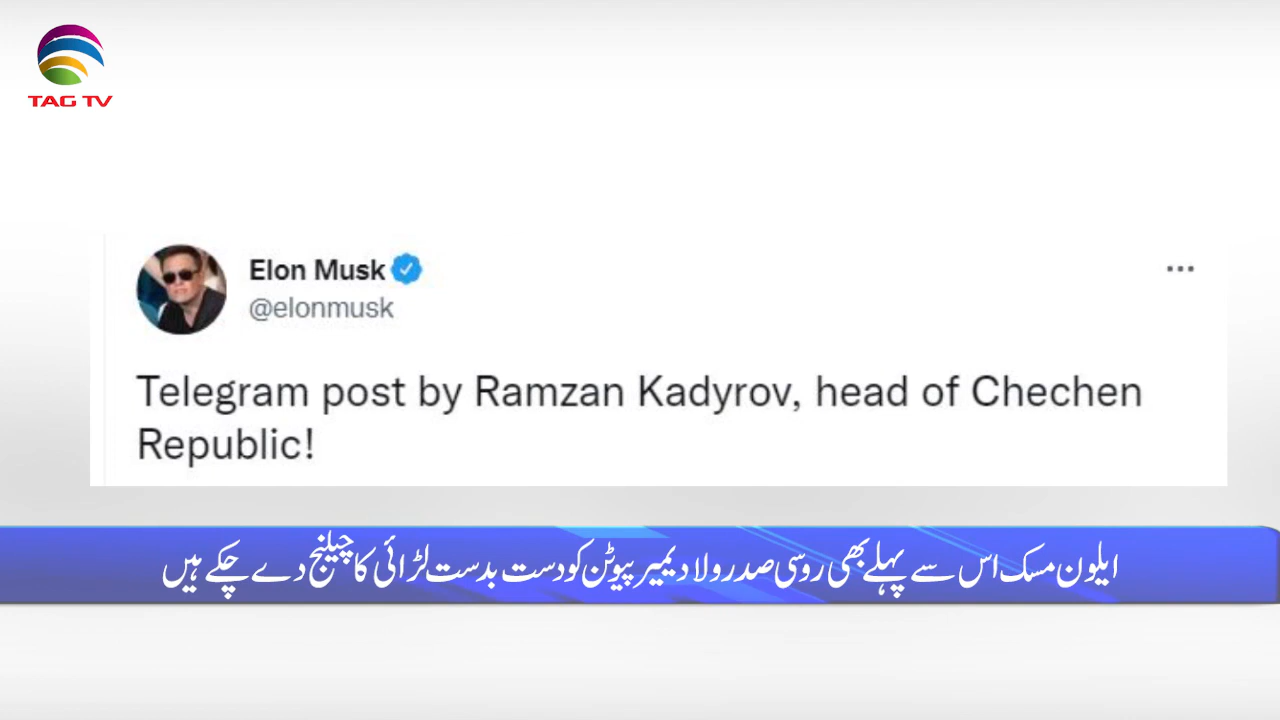 TAG TV
Elon Musk
@elonmusk
Telegram post by Ramzan Kadyrov, head of Chechen
Republic!
ایلون مسک اس سے پہلے بھی روسی صدر ولادیمیر پیوٹن کو دست بدست لڑائی کا چیلنج دے چکے ہیں